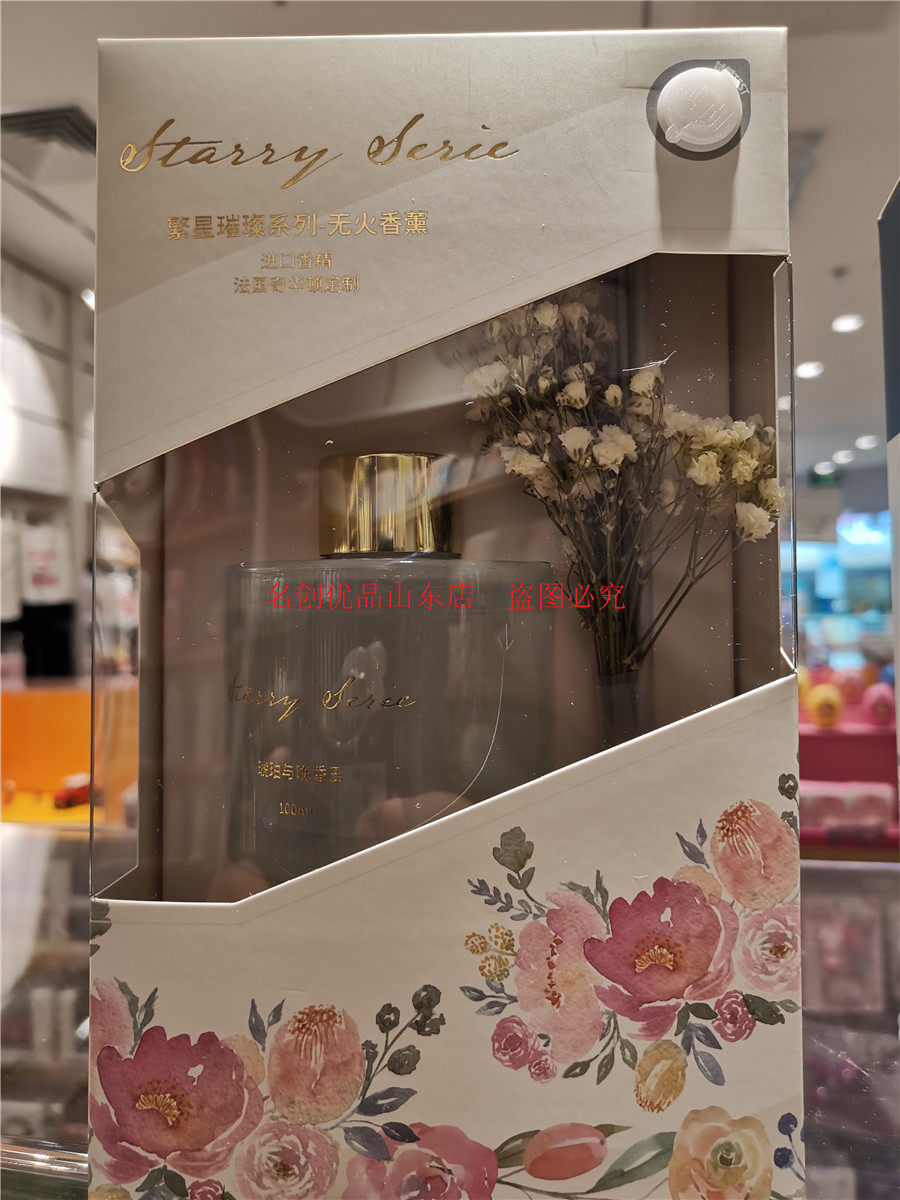 Starry Serie
繁星璀璨系列-无火香薰
进口香精
法国奇华顿定制
名创优品山东店 盗图必究
Starry Serie
琥珀与晚香玉
100ml